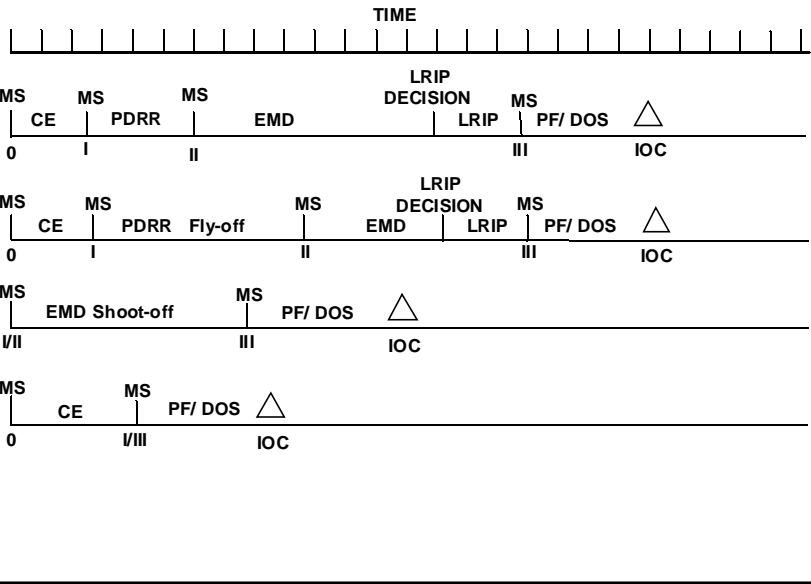 TIME
LRIP
MS MS MS DECISION MS
CE PDRR EMD LRIP PF/ DOS
0 I II III IOC
LRIP
MS MS MS DECISION MS
CE PDRR Fly-off EMD LRIP PF/ DOS
0 I II III IOC
MS MS
EMD Shoot-off PF/ DOS
I/II III IOC
MS MS
CE PF/ DOS
0 I/III IOC